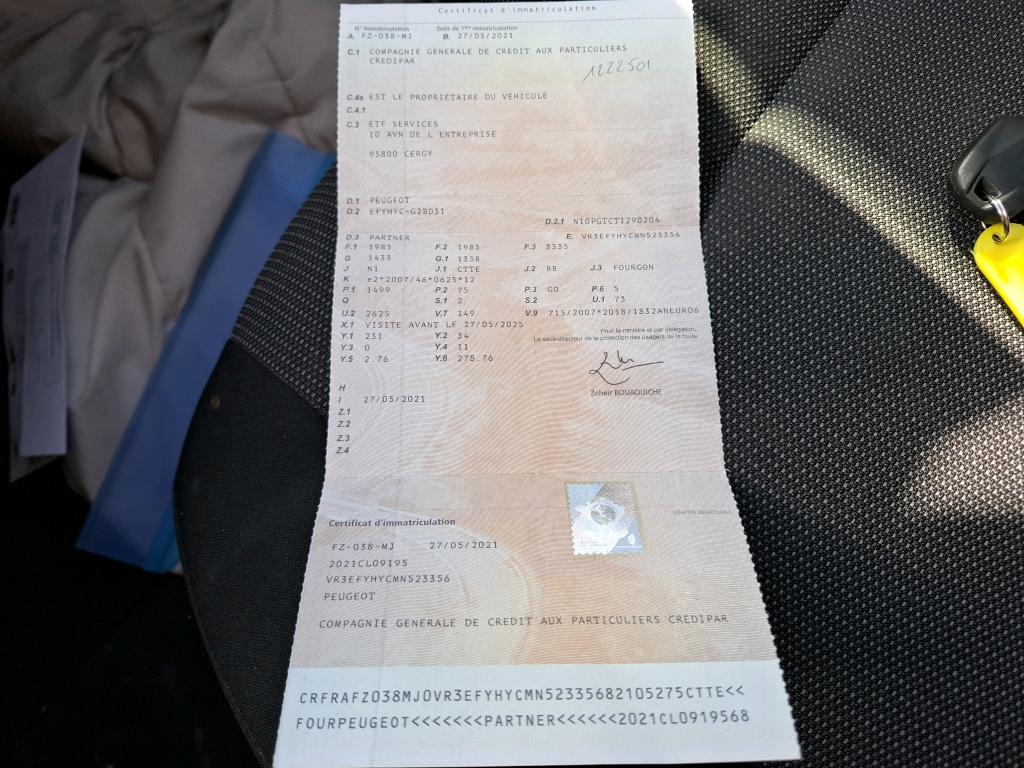 Certificat d'immatriculation
N° Immatriculation Date de 1ère immatriculation
A. FZ-038-MJ B. 27/05/2021
C.1 COMPAGNIE GENERALE DE CREDIT AUX PARTICULIERS
CREDIPAR
1222501
C.4a EST LE PROPRIÉTAIRE DU VÉHICULE
C.4.1
C.3 ETF SERVICES
10 AVN DE L ENTREPRISE
95800 CERGY
D.1 PEUGEOT
D.2 EFYHYC-G2B031 D.2.1 N10PGTCT129D204
D.3 PARTNER E. VR3EFYHYCMN523356
F.1 1985 F.2 1985 F.3 3335
G 1433 G.1 1358
J N1 J.1 CTTE J.2 BB J.3 FOURGON
K e2*2007/46*0625*12
P.1 1499 P.2 75 P.3 GO P.6 5
Q S.1 2 S.2 U.1 73
U.2 2625 V.7 149 V.9 715/2007*2018/1832ANEURO6
X.1 VISITE AVANT LE 27/05/2025
Y.1 231 Y.2 34
Y.3 0 Y.4 11
Y.5 2.76 Y.6 278.76
Pour le ministre et par délégation,
Le sous-directeur de la protection des usagers de la route
Zoheir BOUAOUICHE
H
I 27/05/2021
Z.1
Z.2
Z.3
Z.4
COUPON DÉTACHABLE
Certificat d'immatriculation
FZ-038-MJ 27/05/2021
2021CL09195
VR3EFYHYCMN523356
PEUGEOT
COMPAGNIE GENERALE DE CREDIT AUX PARTICULIERS CREDIPAR
CRFRAFZ038MJ0VR3EFYHYCMN52335682105275CTTE<<
FOURPEUGEOT<<<<<<<PARTNER<<<<<<2021CL0919568